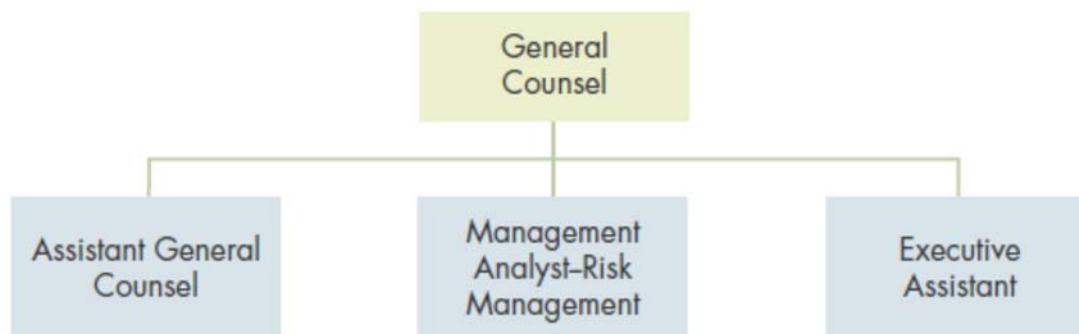 General
Counsel
Assistant General
Counsel
Management
Analyst–Risk
Management
Executive
Assistant